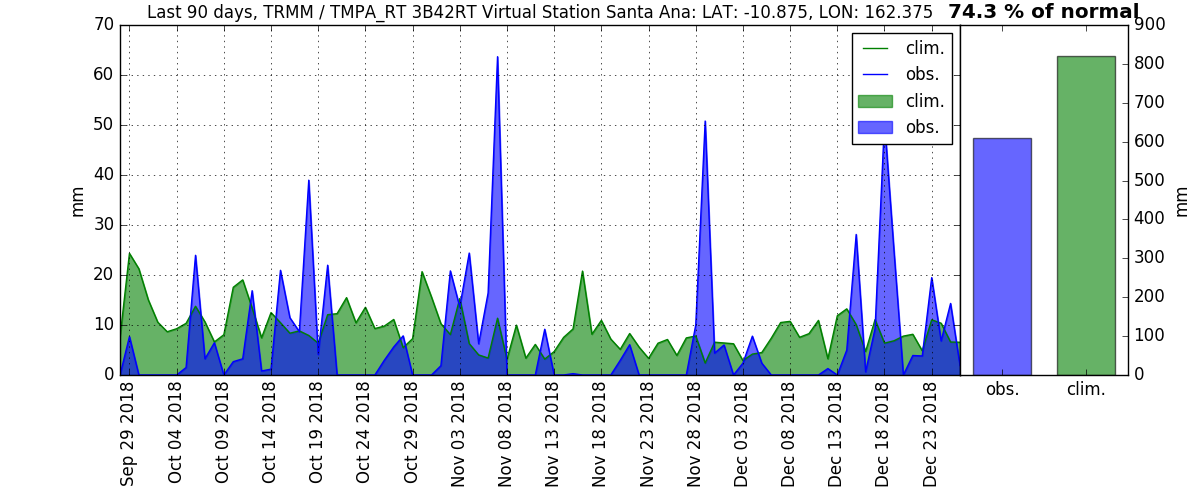 Last 90 days, TRMM / TMPA_RT 3B42RT Virtual Station Santa Ana: LAT: -10.875, LON: 162.375 74.3 % of normal
70
60
50
40
30
20
10
0
mm
clim.
obs.
clim.
obs.
Sep 29 2018
Oct 04 2018
Oct 09 2018
Oct 14 2018
Oct 19 2018
Oct 24 2018
Oct 29 2018
Nov 03 2018
Nov 08 2018
Nov 13 2018
Nov 18 2018
Nov 23 2018
Nov 28 2018
Dec 03 2018
Dec 08 2018
Dec 13 2018
Dec 18 2018
Dec 23 2018
900
800
700
600
500
400
300
200
100
0
mm
obs.
clim.